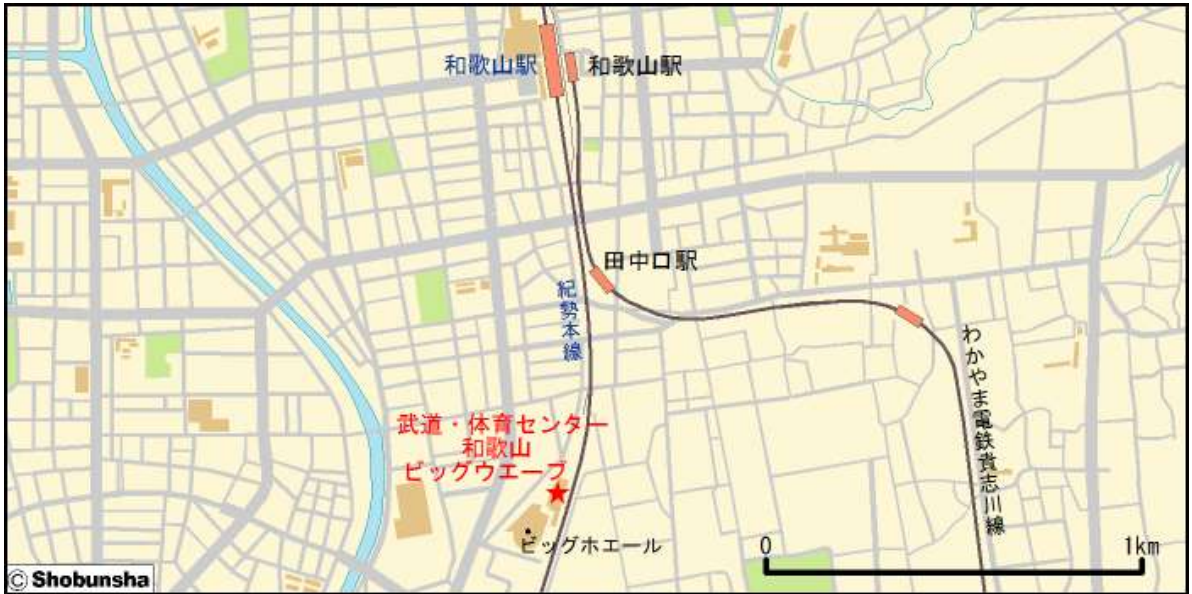 和歌山駅
和歌山駅
田中口駅
紀勢本線
わかやま電鉄貴志川線
武道・体育センター
和歌山
ビッグウエーブ
ビッグホエール
0
1km
© Shobunsha